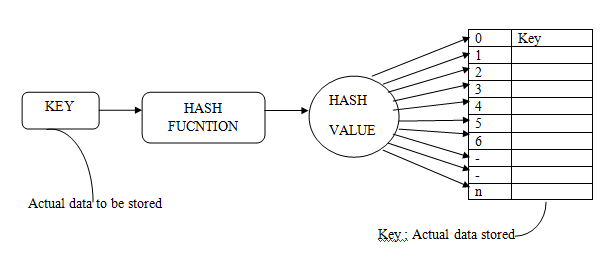 KEY
HASH
FUCNTION
HASH
VALUE
0 Key
1
2
3
4
5
6
-
-
n
Actual data to be stored
Key : Actual data stored